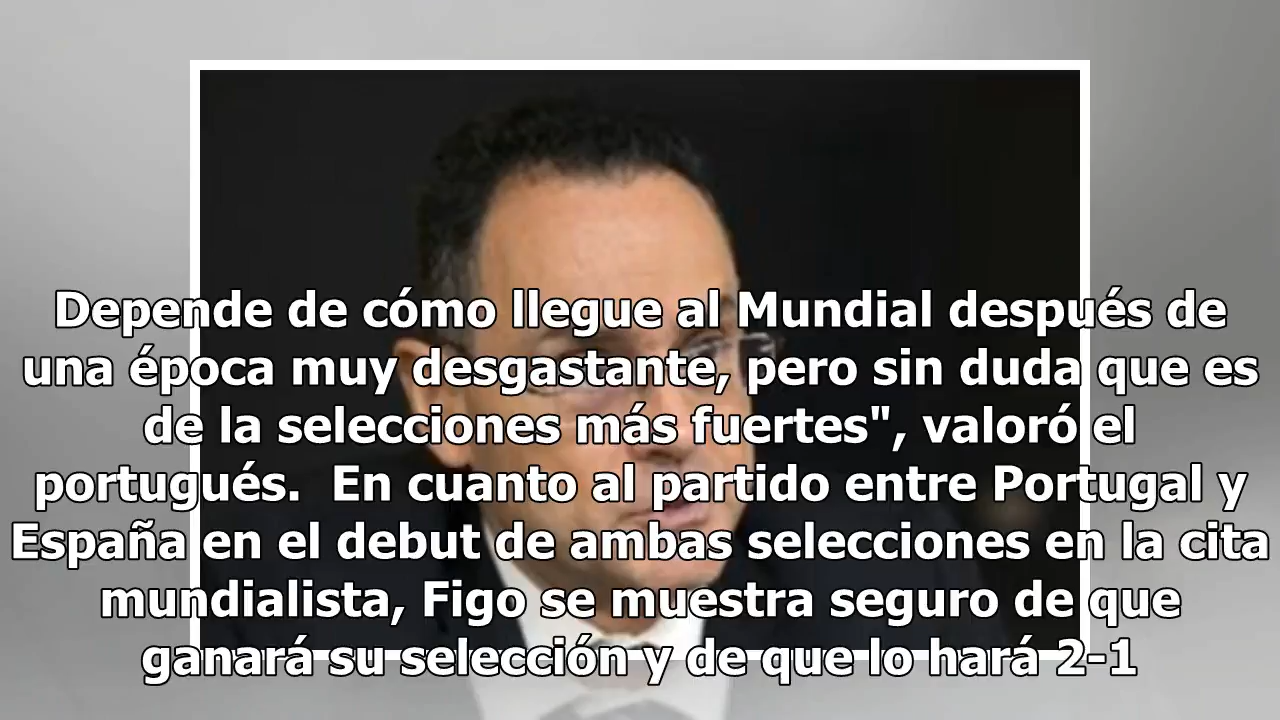 Depende de cómo llegue al Mundial después de
una época muy desgastante, pero sin duda que es
de la selecciones más fuertes", valoró el
portugués.  En cuanto al partido entre Portugal y
España en el debut de ambas selecciones en la cita
mundialista, Figo se muestra seguro de que
ganará su selección y de que lo hará 2-1